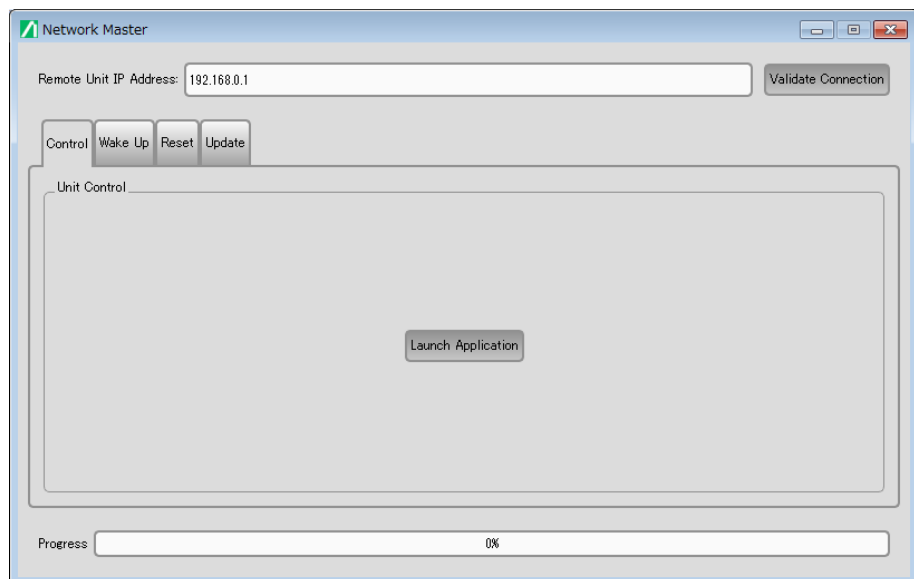 Network Master
Remote Unit IP Address: 192.168.0.1 Validate Connection
Control Wake Up Reset Update
Unit Control
Launch Application
Progress 0%